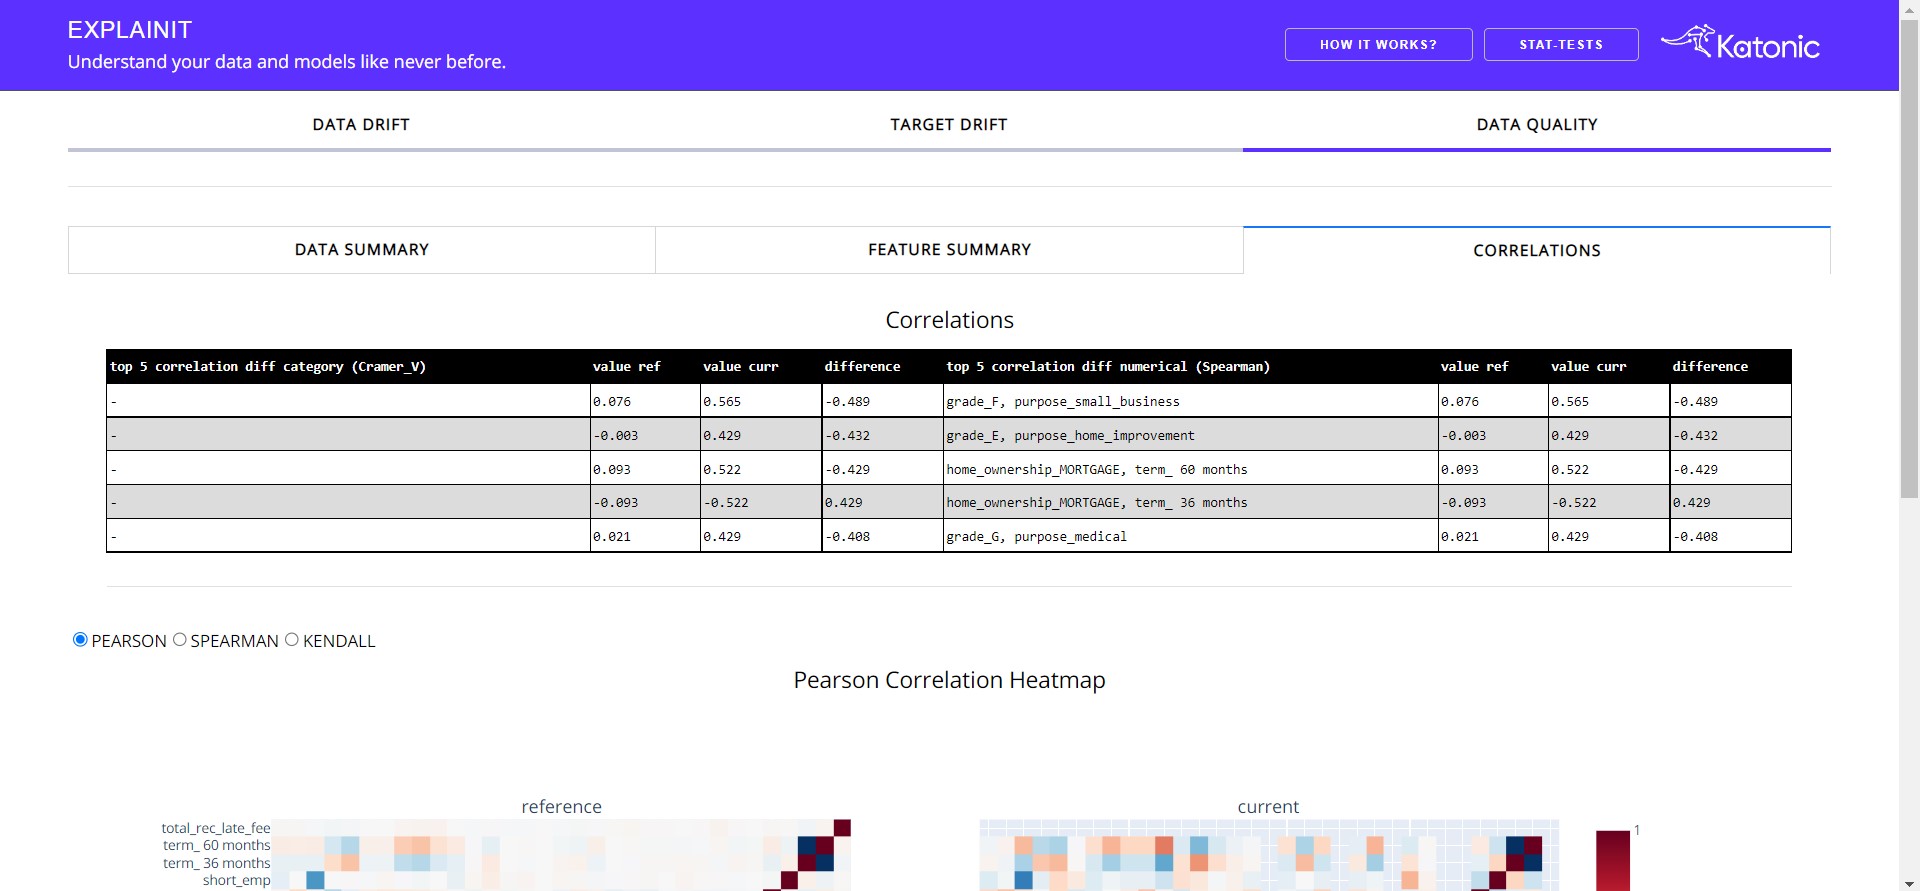 EXPLAINIT
Understand your data and models like never before.
HOW IT WORKS?
STAT-TESTS
Katonic
DATA DRIFT
TARGET DRIFT
DATA QUALITY
DATA SUMMARY
FEATURE SUMMARY
CORRELATIONS
Correlations
top 5 correlation diff category (Cramer_V) value ref value curr difference top 5 correlation diff numerical (Spearman) value ref value curr difference
- 0.076 0.565 -0.489 grade_F, purpose_small_business 0.076 0.565 -0.489
- -0.003 0.429 -0.432 grade_E, purpose_home_improvement -0.003 0.429 -0.432
- 0.093 0.522 -0.429 home_ownership_MORTGAGE, term_ 60 months 0.093 0.522 -0.429
- -0.093 -0.522 0.429 home_ownership_MORTGAGE, term_ 36 months -0.093 -0.522 0.429
- 0.021 0.429 -0.408 grade_G, purpose_medical 0.021 0.429 -0.408
PEARSON SPEARMAN KENDALL
Pearson Correlation Heatmap
reference
current
total_rec_late_fee
term_ 60 months
term_ 36 months
short_emp
1